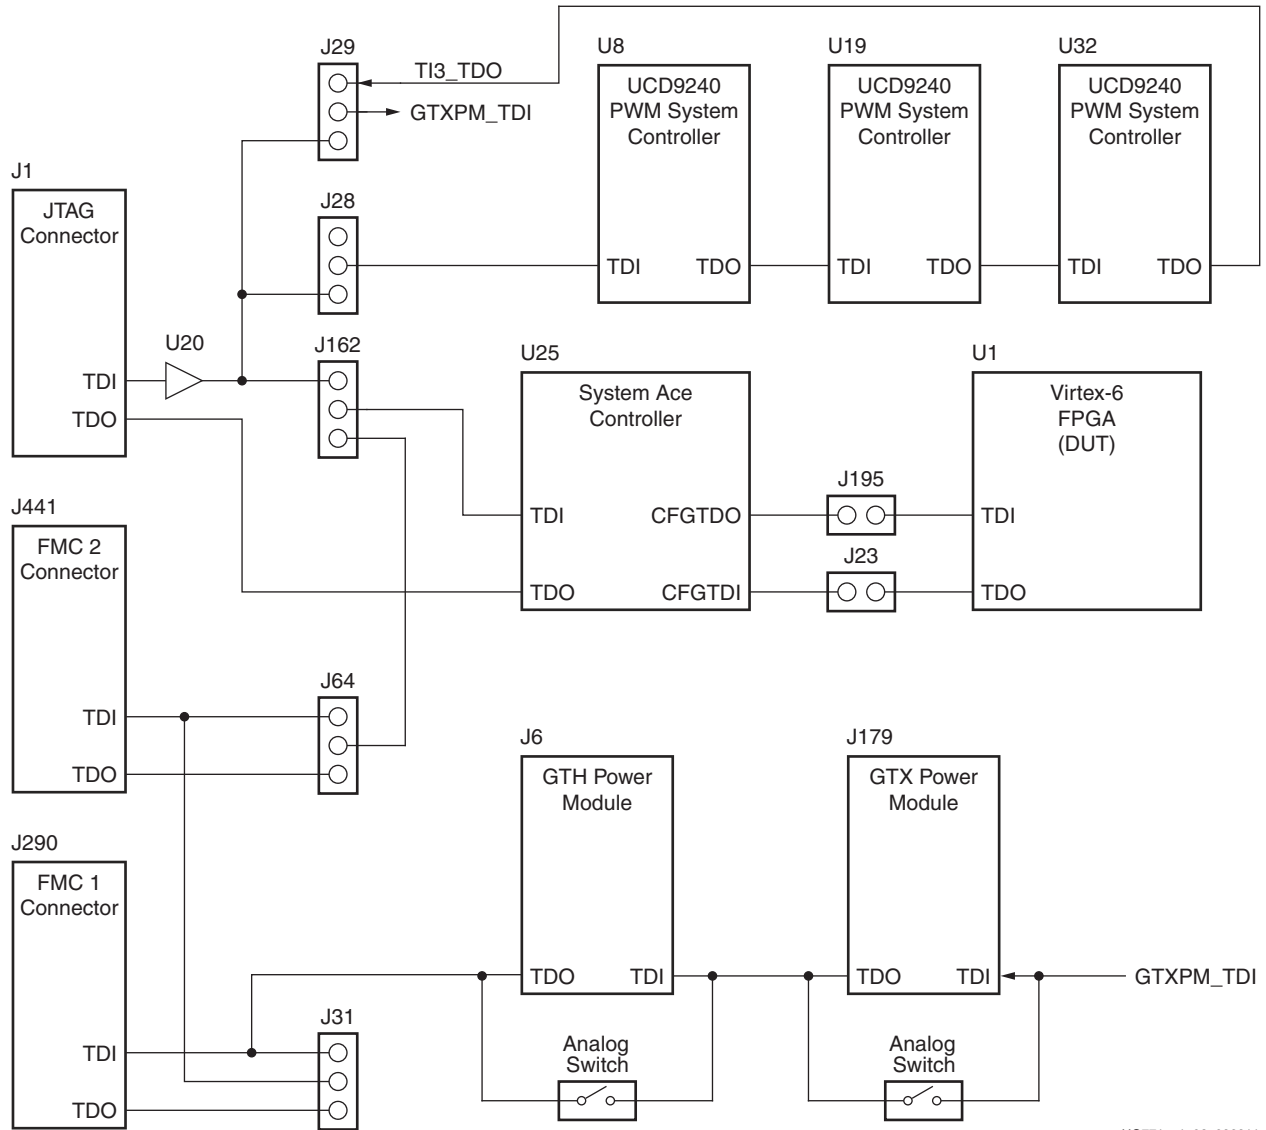 J29
TI3_TDO
GTXPM_TDI
U8
UCD9240
PWM System
Controller
TDI
TDO
U19
UCD9240
PWM System
Controller
TDI
TDO
U32
UCD9240
PWM System
Controller
TDI
TDO
J1
JTAG
Connector
TDI
TDO
U20
J28
J162
U25
System Ace
Controller
TDI
CFGTDO
TDO
CFGTDI
J195
J23
U1
Virtex-6
FPGA
(DUT)
TDI
TDO
J441
FMC 2
Connector
TDI
TDO
J64
J6
GTH Power
Module
TDO
TDI
J179
GTX Power
Module
TDO
TDI
GTXPM_TDI
J290
FMC 1
Connector
TDI
TDO
J31
Analog
Switch
Analog
Switch